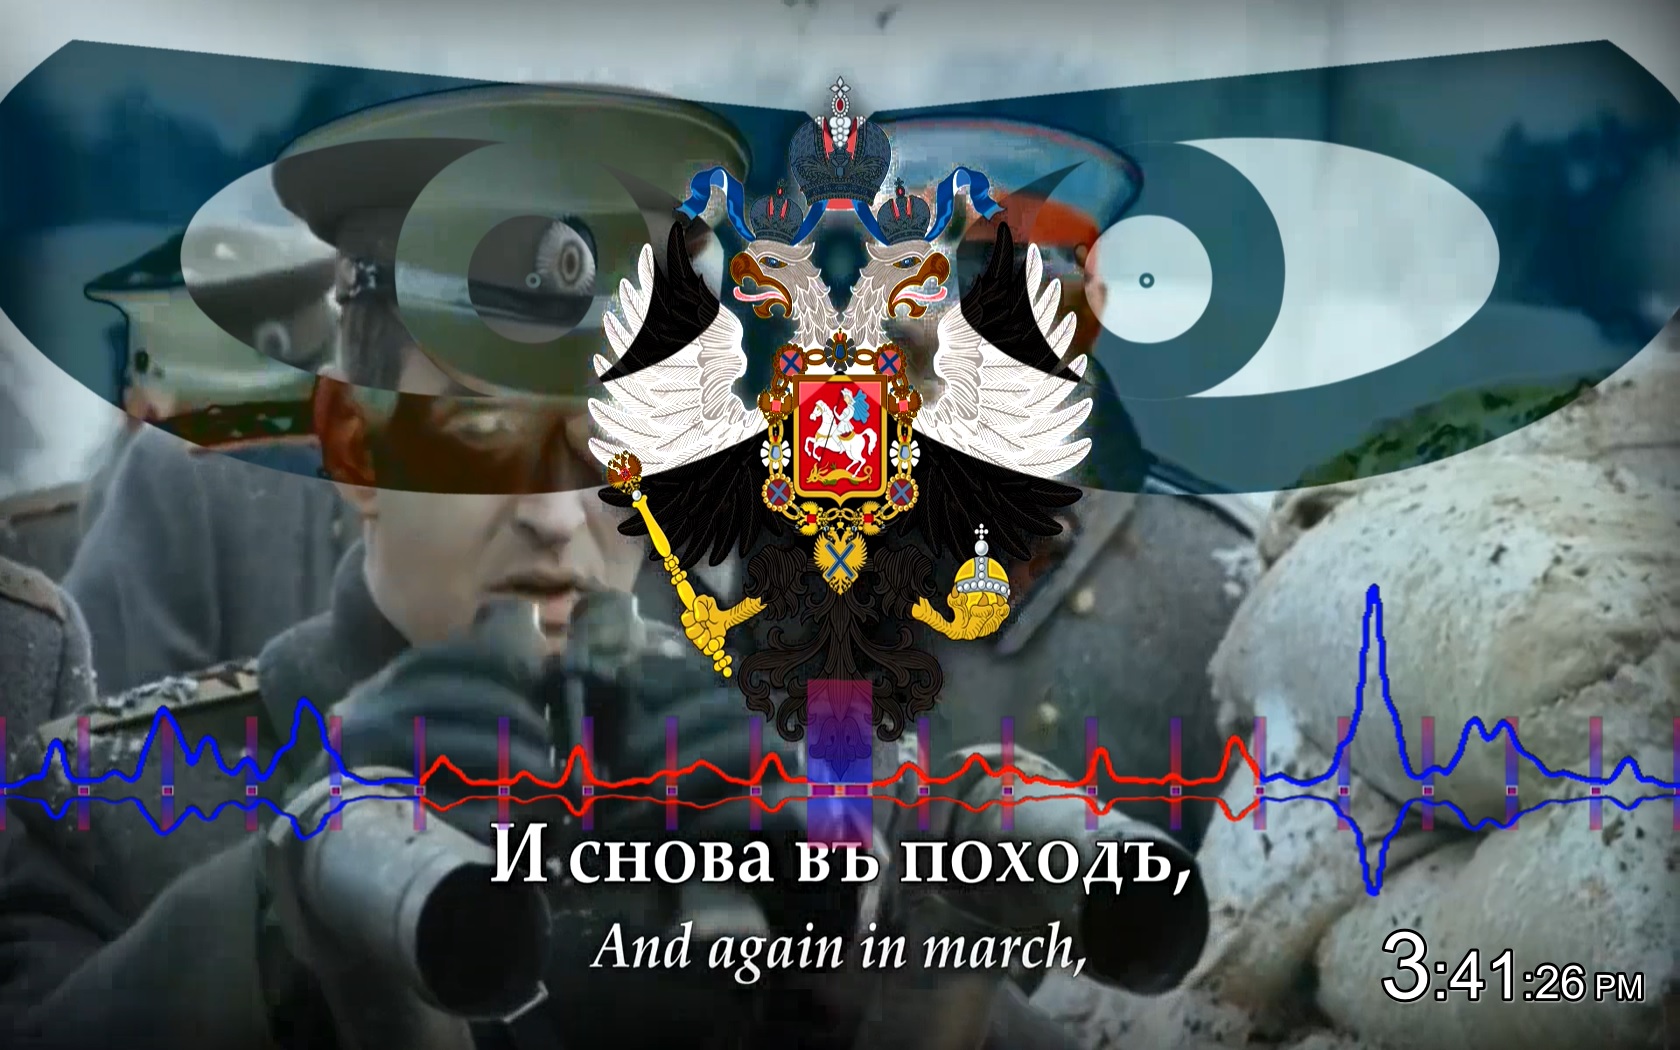 И снова въ походъ,
And again in march,
3:41:26 PM